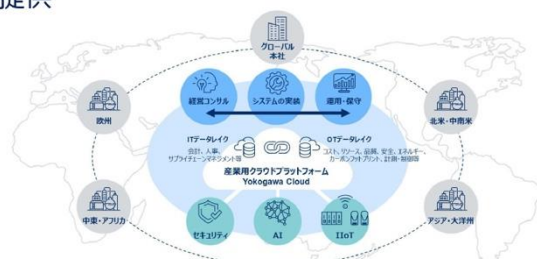 提供
グローバル
本社
経営コンサル
システムの実装
運用・保守
欧州
北米・中南米
ITデータレイク
会計、人事、
サプライチェーンマネジメント等
OTデータレイク
コスト、リソース、品質、安全、エネルギー、
カーボンフットプリント、計測・制御等
産業用クラウドプラットフォーム
Yokogawa Cloud
中東・アフリカ
アジア・大洋州
セキュリティ
AI
IIoT